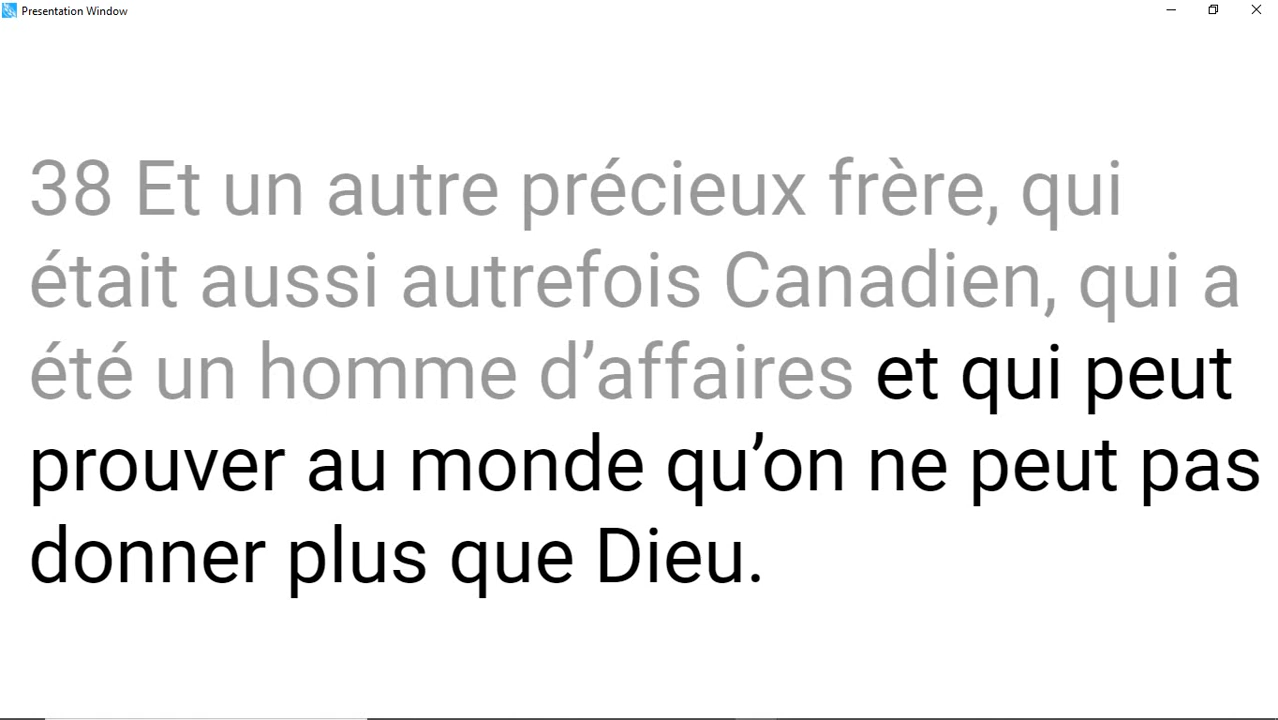 Presentation Window
38 Et un autre précieux frère, qui
était aussi autrefois Canadien, qui a
été un homme d’affaires et qui peut
prouver au monde qu’on ne peut pas
donner plus que Dieu.